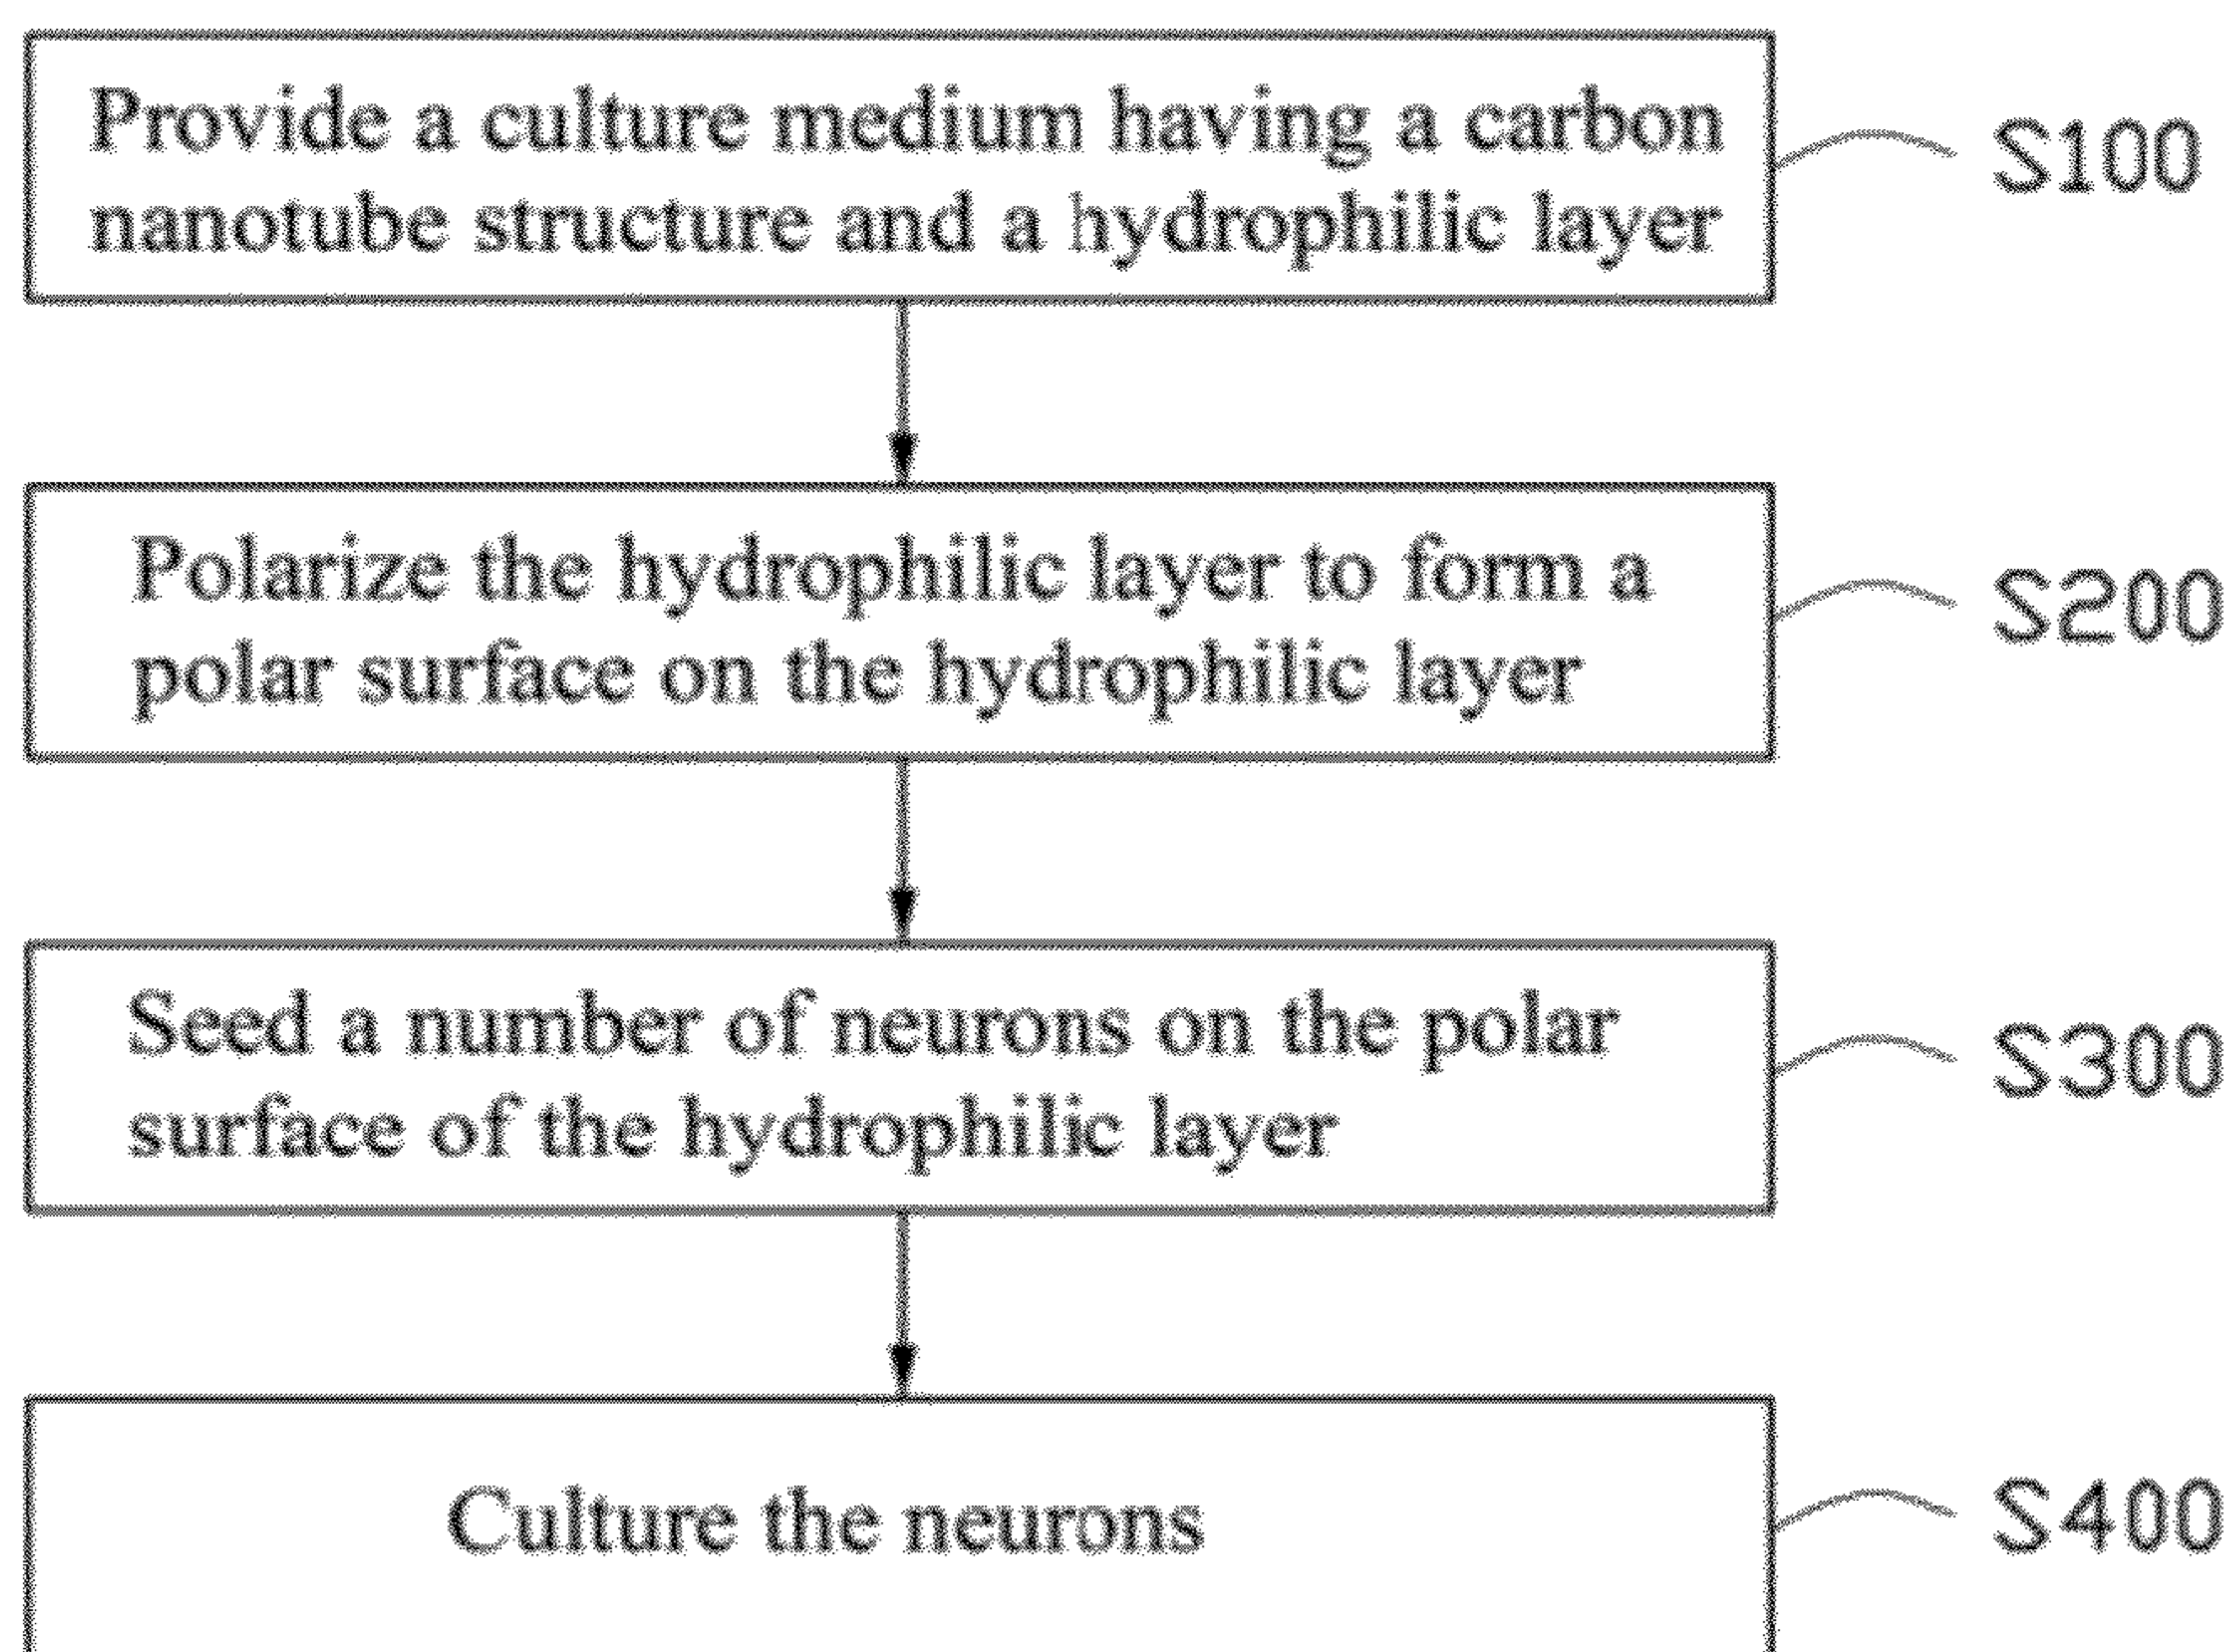 Provide a culture medium having a carbon
nanotube structure and a hydrophilic layer
S100
Polarize the hydrophilic layer to form a
polar surface on the hydrophilic layer
S200
Seed a number of neurons on the polar
surface of the hydrophilic layer
S300
Culture the neurons
S400